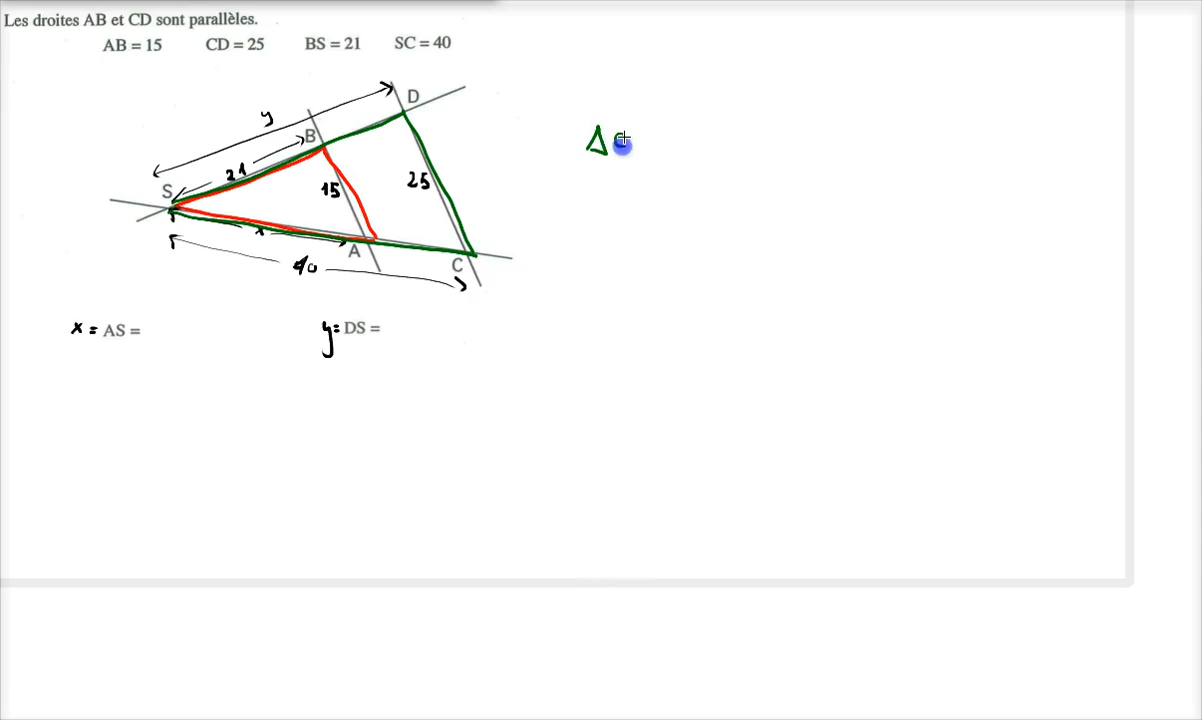 Les droites AB et CD sont parallèles.
AB = 15 CD = 25 BS = 21 SC = 40
D
y
B
21
S
15
25
x
A
C
40
x = AS =
y = DS =
Δ